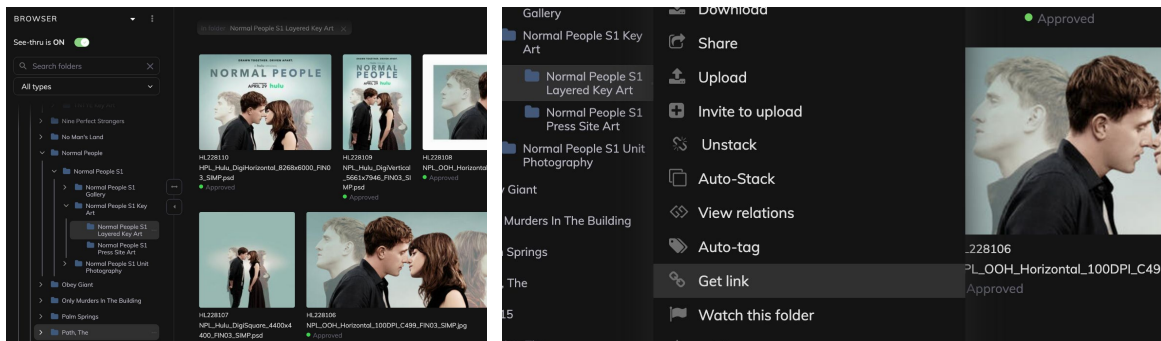 BROWSER
See-thru is ON
Search folders
All types
Nine Perfect Strangers
No Man's Land
Normal People
Normal People S1
Normal People S1
Gallery
Normal People S1 Key
Art
Normal People S1
Layered Key Art
Normal People S1
Press Site Art
Normal People S1 Unit
Photography
Obey Giant
Only Murders In The Building
Palm Springs
Path, The
In folder Normal People S1 Layered Key Art
NORMAL PEOPLE
APRIL 29 hulu
HL228110
HPL_Hulu_DigiHorizontal_8268x6000_FIN0
3_SIMP.psd
Approved
NORMAL
PEOPLE
HL228109
NPL_Hulu_DigiVertical
_5661x7946_FIN03_SI
MP.psd
Approved
HL228108
NPL_OOH_Horizonta
Approved
HL228107
NPL_Hulu_DigiSquare_4400x4
400_FIN03_SIMP.psd
HL228106
NPL_OOH_Horizontal_100DPI_C499_FIN03_SIMP.jpg
Approved
Gallery
Normal People S1 Key
Art
Normal People S1
Layered Key Art
Normal People S1
Press Site Art
Normal People S1 Unit
Photography
y Giant
Murders In The Building
Springs
, The
15
Download
Share
Upload
Invite to upload
Unstack
Auto-Stack
View relations
Auto-tag
Get link
Watch this folder
Approved
228106
PL_OOH_Horizontal_100DPI_C499
Approved